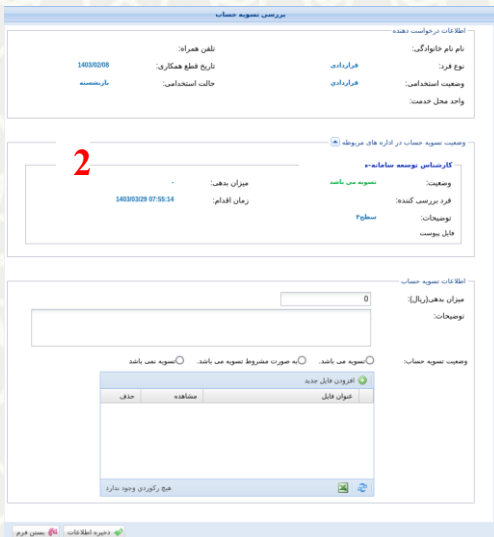 بررسی تسویه حساب
اطلاعات درخواست دهنده
نام نام خانوادگی:
تلفن همراه:
نوع فرد: قراردادی
تاریخ قطع همکاری: 1403/02/08
وضعیت استخدامی: قراردادی
حالت استخدامی: بازنشسته
واحد محل خدمت:
وضعیت تسویه حساب در اداره های مربوطه
2
کارشناس توسعه سامانه-ه
وضعیت: تسویه می باشد
میزان بدهی: -
فرد بررسی کننده:
زمان اقدام: 1403/03/29 07:55:14
توضیحات: سطح۲
فایل پیوست
اطلاعات تسویه حساب
میزان بدهی(ریال): 0
توضیحات:
وضعیت تسویه حساب: تسویه می باشد. به صورت مشروط تسویه می باشد. تسویه نمی باشد
افزودن فایل جدید
عنوان فایل مشاهده حذف
هیچ رکوردی وجود ندارد
ذخیره اطلاعات بستن فرم